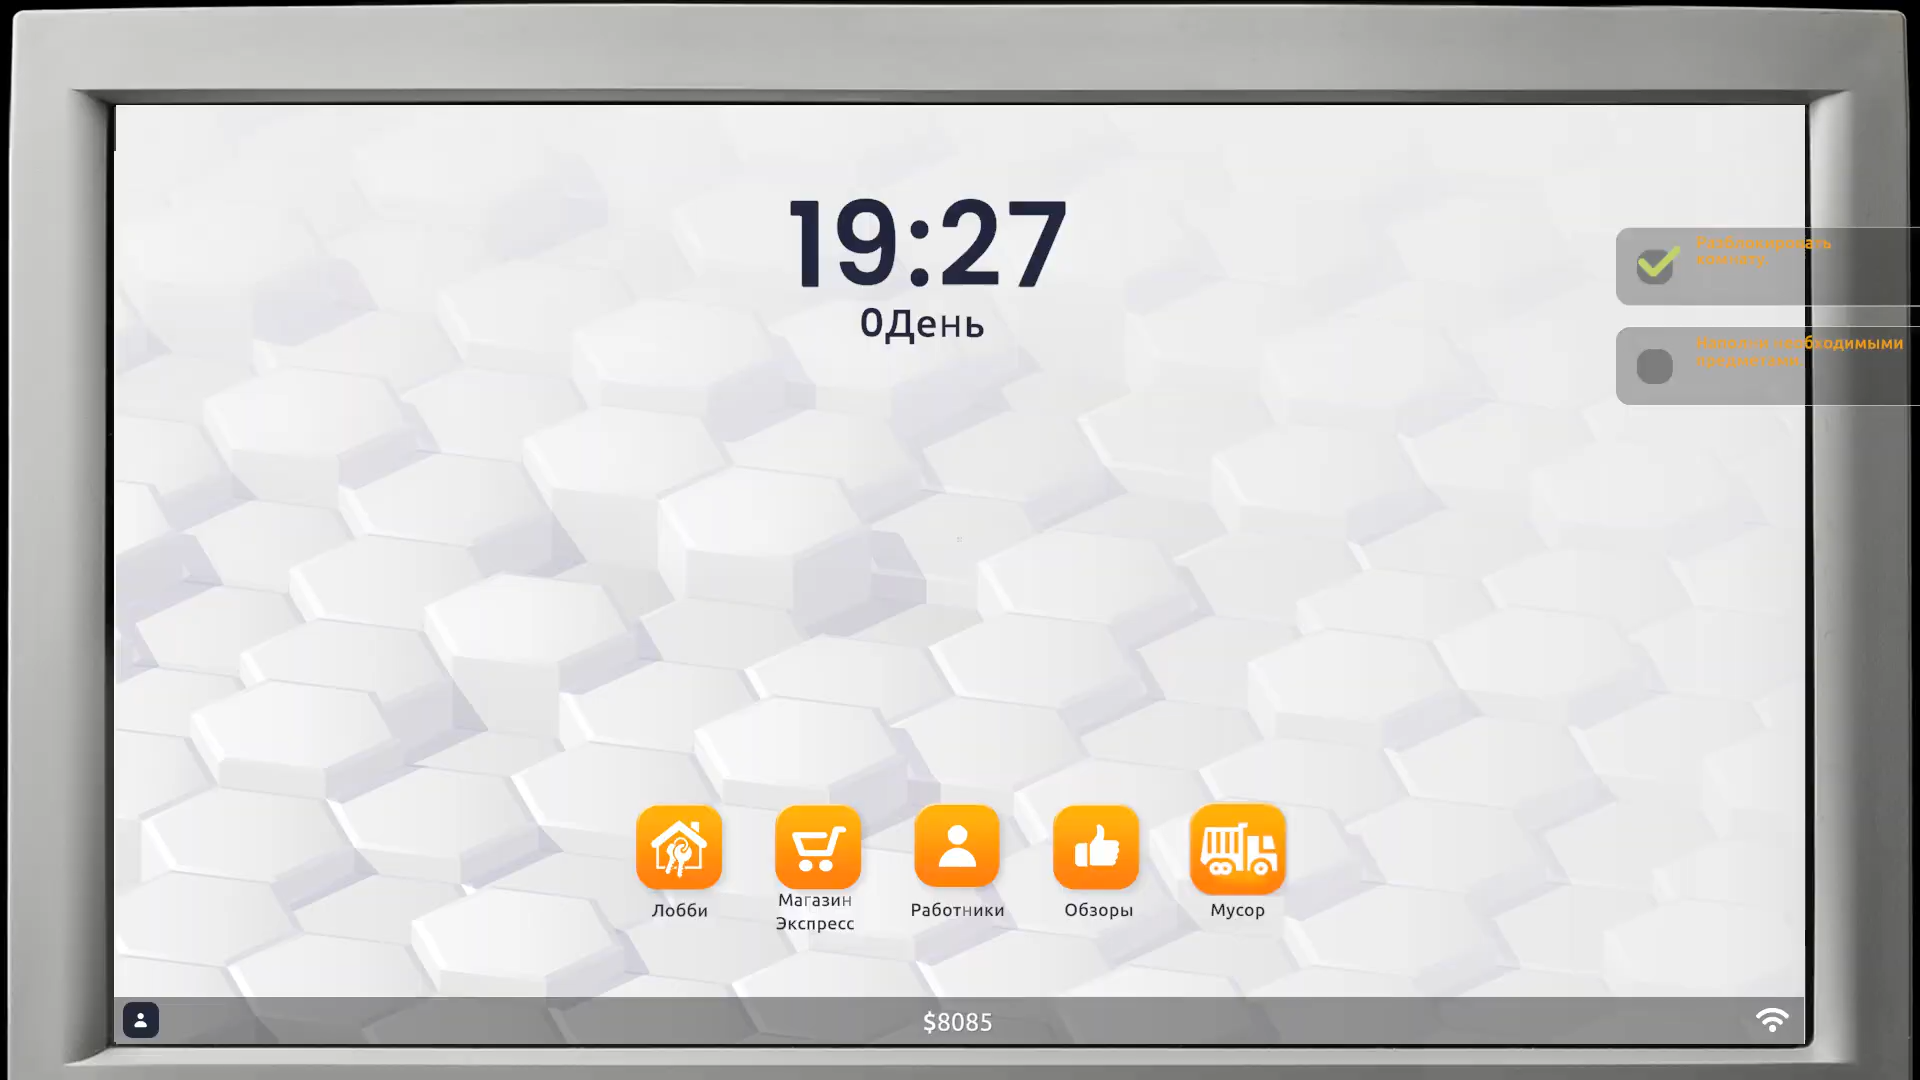 19:27
0День
Разблокировать
комнату.
Наполни необходимыми
предметами.
Лобби
Магазин
Экспресс
Работники
Обзоры
Мусор
$8085